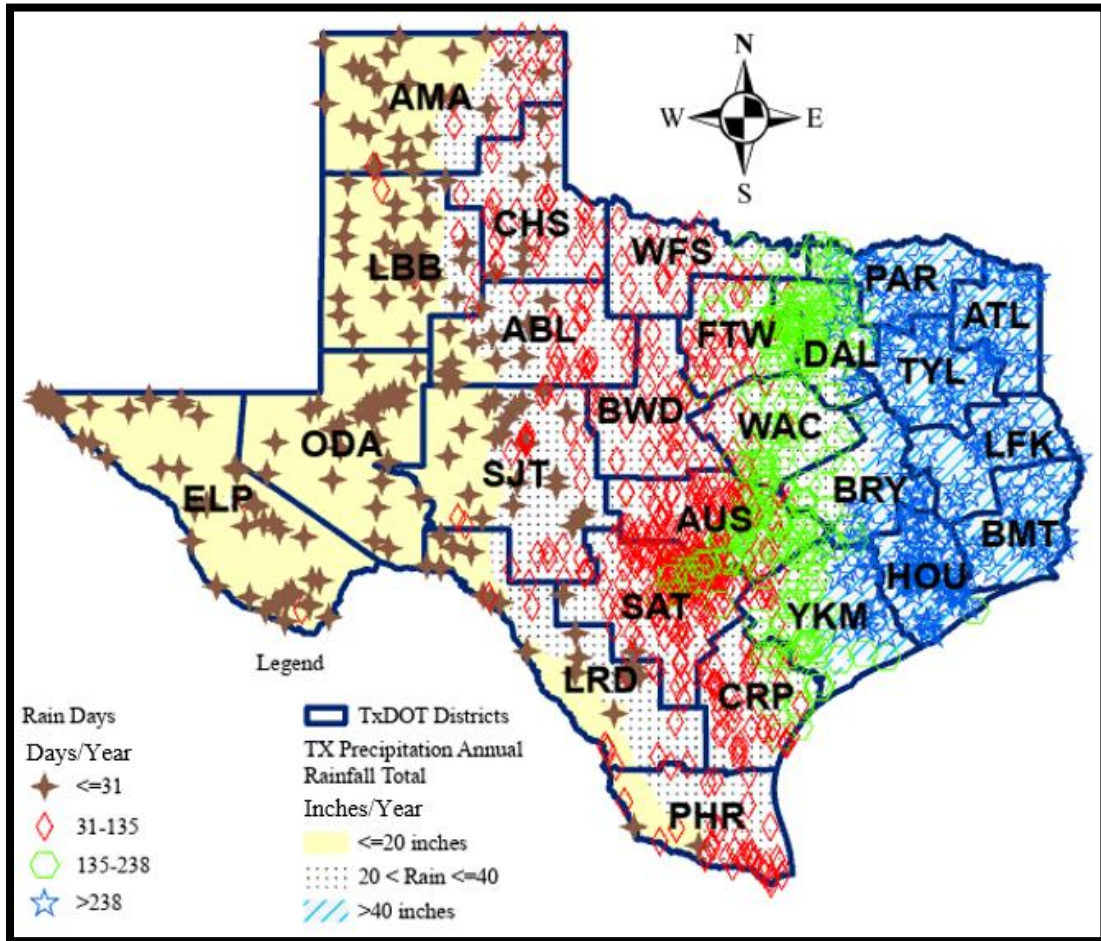 N
W E
S
AMA
CHS
WFS
LBB
PAR
ATL
ABL
FTW
DAL
TYL
BWD
WAC
ODA
SJT
LFK
ELP
BRY
AUS
BMT
HOU
SAT
YKM
LRD
CRP
PHR
Legend
Rain Days
Days/Year
<=31
31-135
135-238
>238
TxDOT Districts
TX Precipitation Annual
Rainfall Total
Inches/Year
<=20 inches
20 < Rain <=40
>40 inches